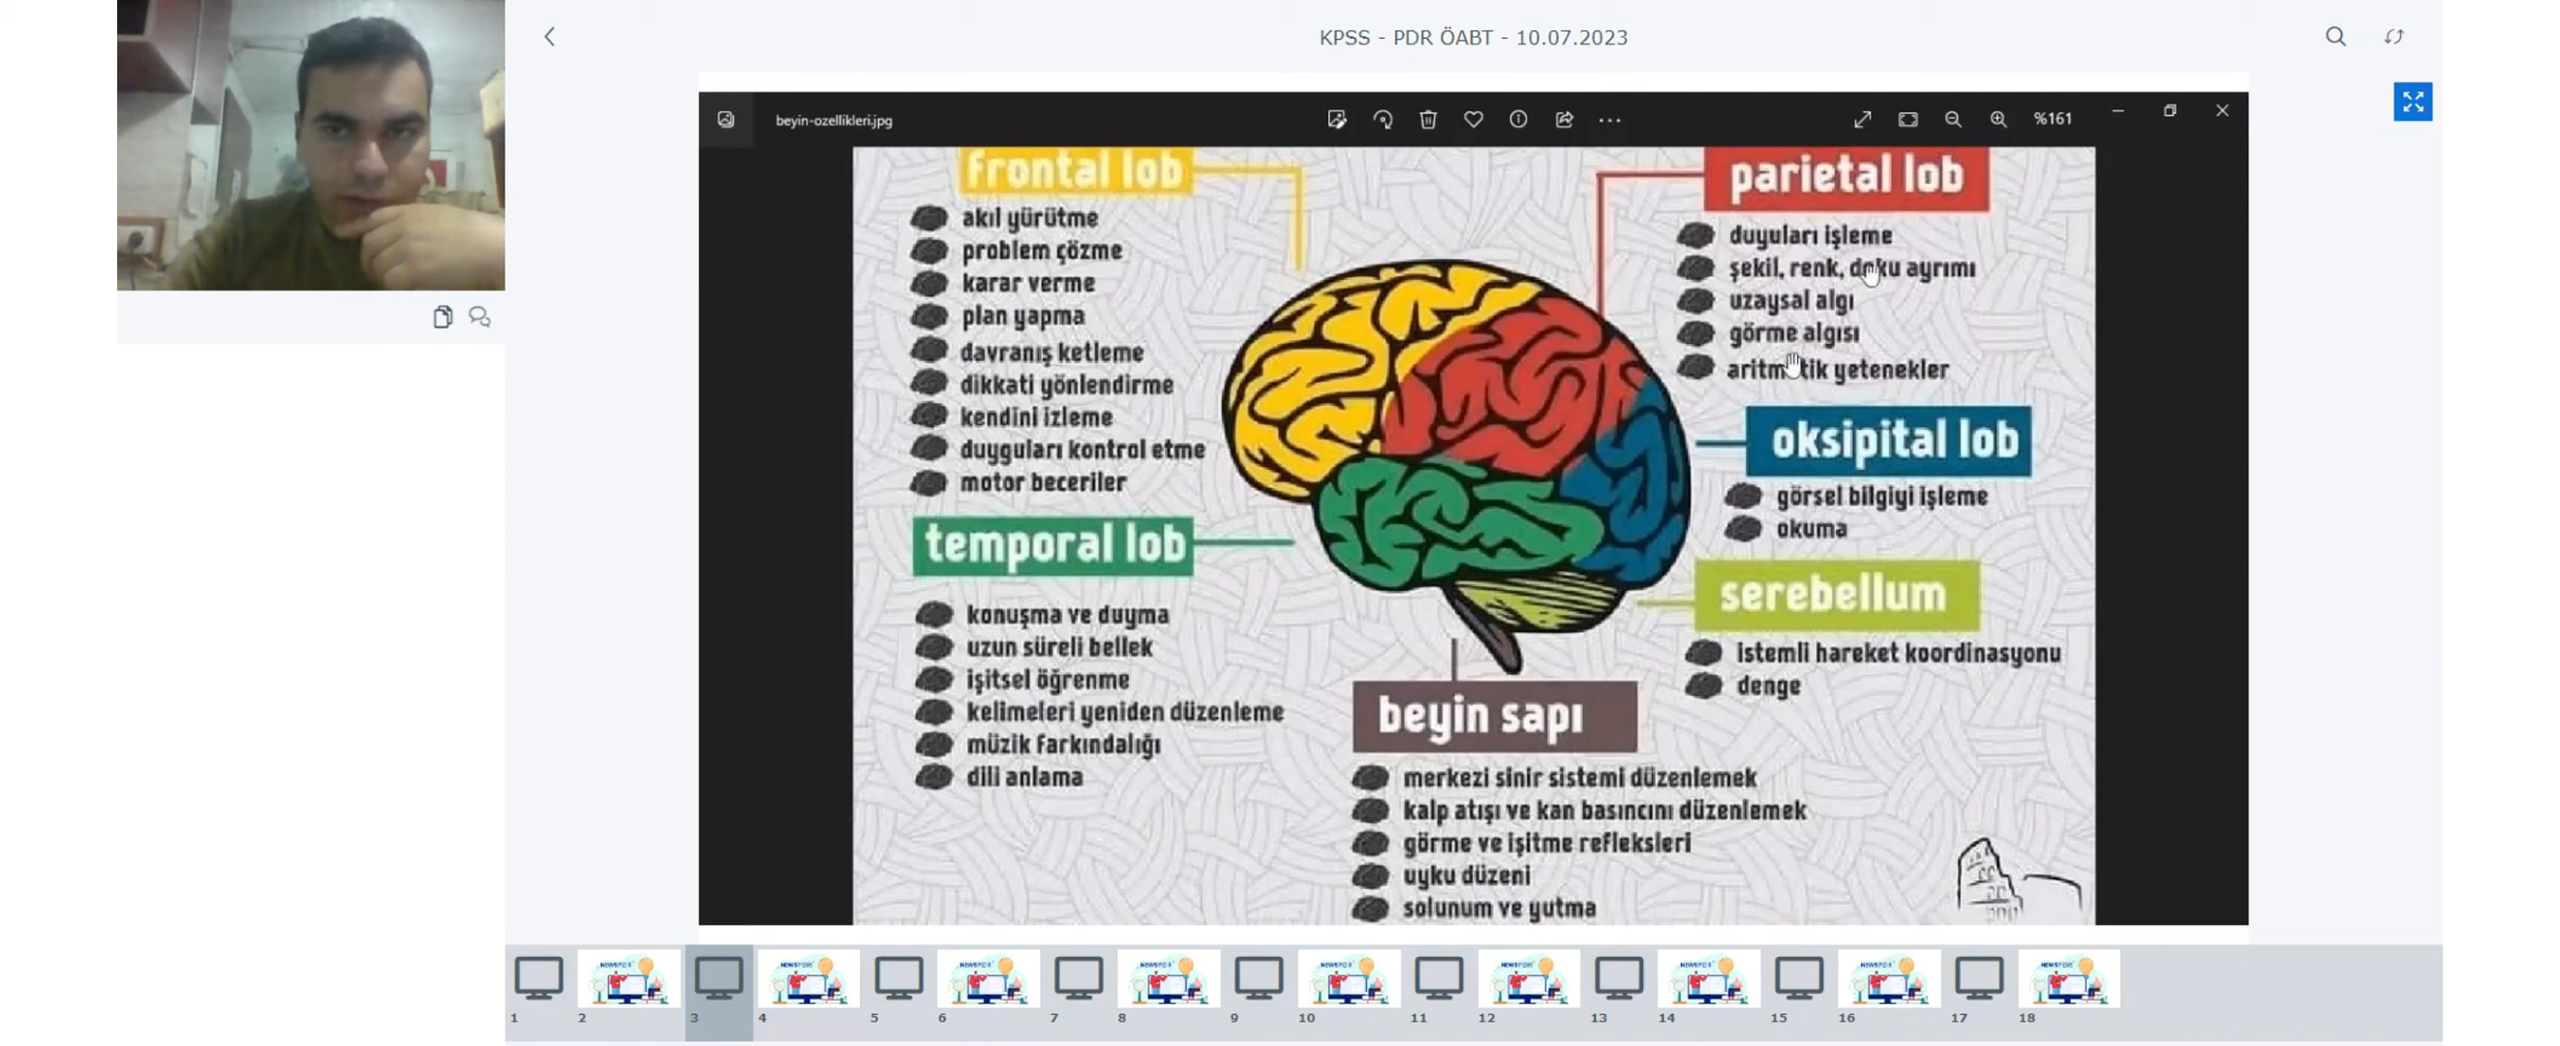 KPSS - PDR ÖABT - 10.07.2023
beyin-ozellikleri.jpg
%161
frontal lob
akıl yürütme
problem çözme
karar verme
plan yapma
davranış ketleme
dikkati yönlendirme
kendini izleme
duyguları kontrol etme
motor beceriler
temporal lob
konuşma ve duyma
uzun süreli bellek
işitsel öğrenme
kelimeleri yeniden düzenleme
müzik farkındalığı
dili anlama
parietal lob
duyuları işleme
şekil, renk, doku ayrımı
uzaysal algı
görme algısı
aritmetik yetenekler
oksipital lob
görsel bilgiyi işleme
okuma
serebellum
istemli hareket koordinasyonu
denge
beyin sapı
merkezi sinir sistemi düzenlemek
kalp atışı ve kan basıncını düzenlemek
görme ve işitme refleksleri
uyku düzeni
solunum ve yutma
1 2 3 4 5 6 7 8 9 10 11 12 13 14 15 16 17 18